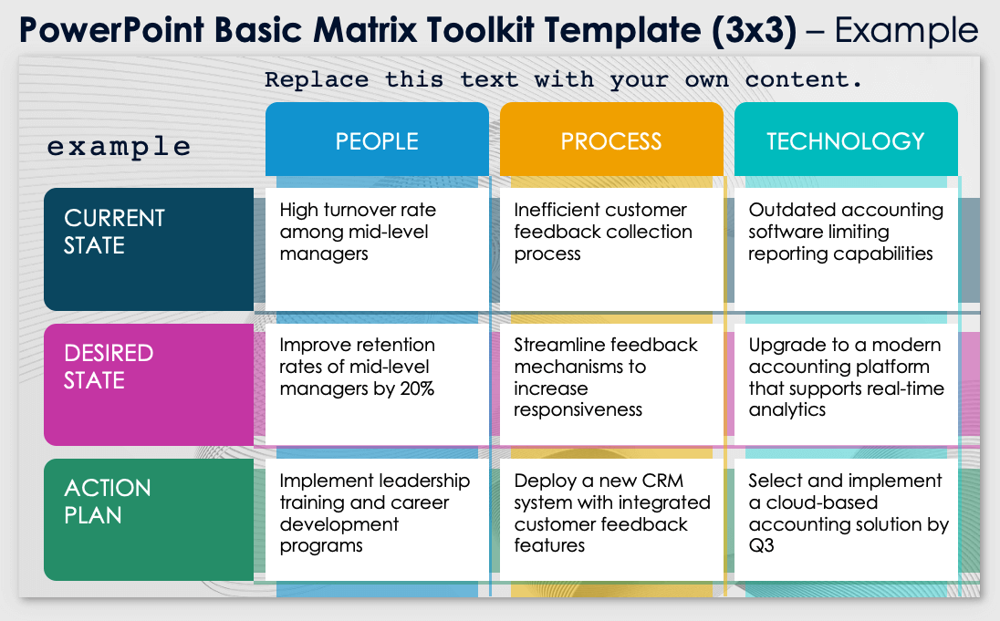 PowerPoint Basic Matrix Toolkit Template (3x3) – Example
Replace this text with your own content.
example
PEOPLE
PROCESS
TECHNOLOGY
CURRENT
STATE
High turnover rate
among mid-level
managers
Inefficient customer
feedback collection
process
Outdated accounting
software limiting
reporting capabilities
DESIRED
STATE
Improve retention
rates of mid-level
managers by 20%
Streamline feedback
mechanisms to
increase
responsiveness
Upgrade to a modern
accounting platform
that supports real-time
analytics
ACTION
PLAN
Implement leadership
training and career
development
programs
Deploy a new CRM
system with integrated
customer feedback
features
Select and implement
a cloud-based
accounting solution by
Q3